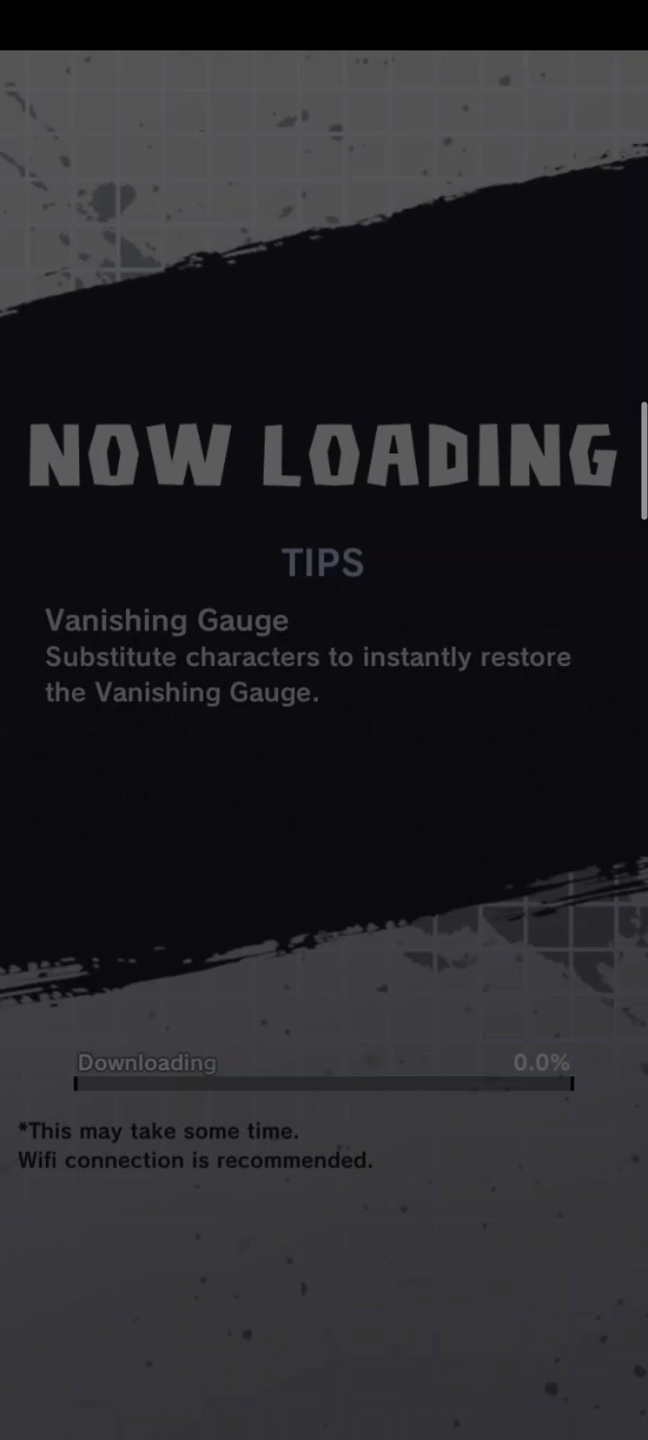 NOW LOADING
TIPS
Vanishing Gauge
Substitute characters to instantly restore
the Vanishing Gauge.
Downloading 0.0%
*This may take some time.
Wifi connection is recommended.